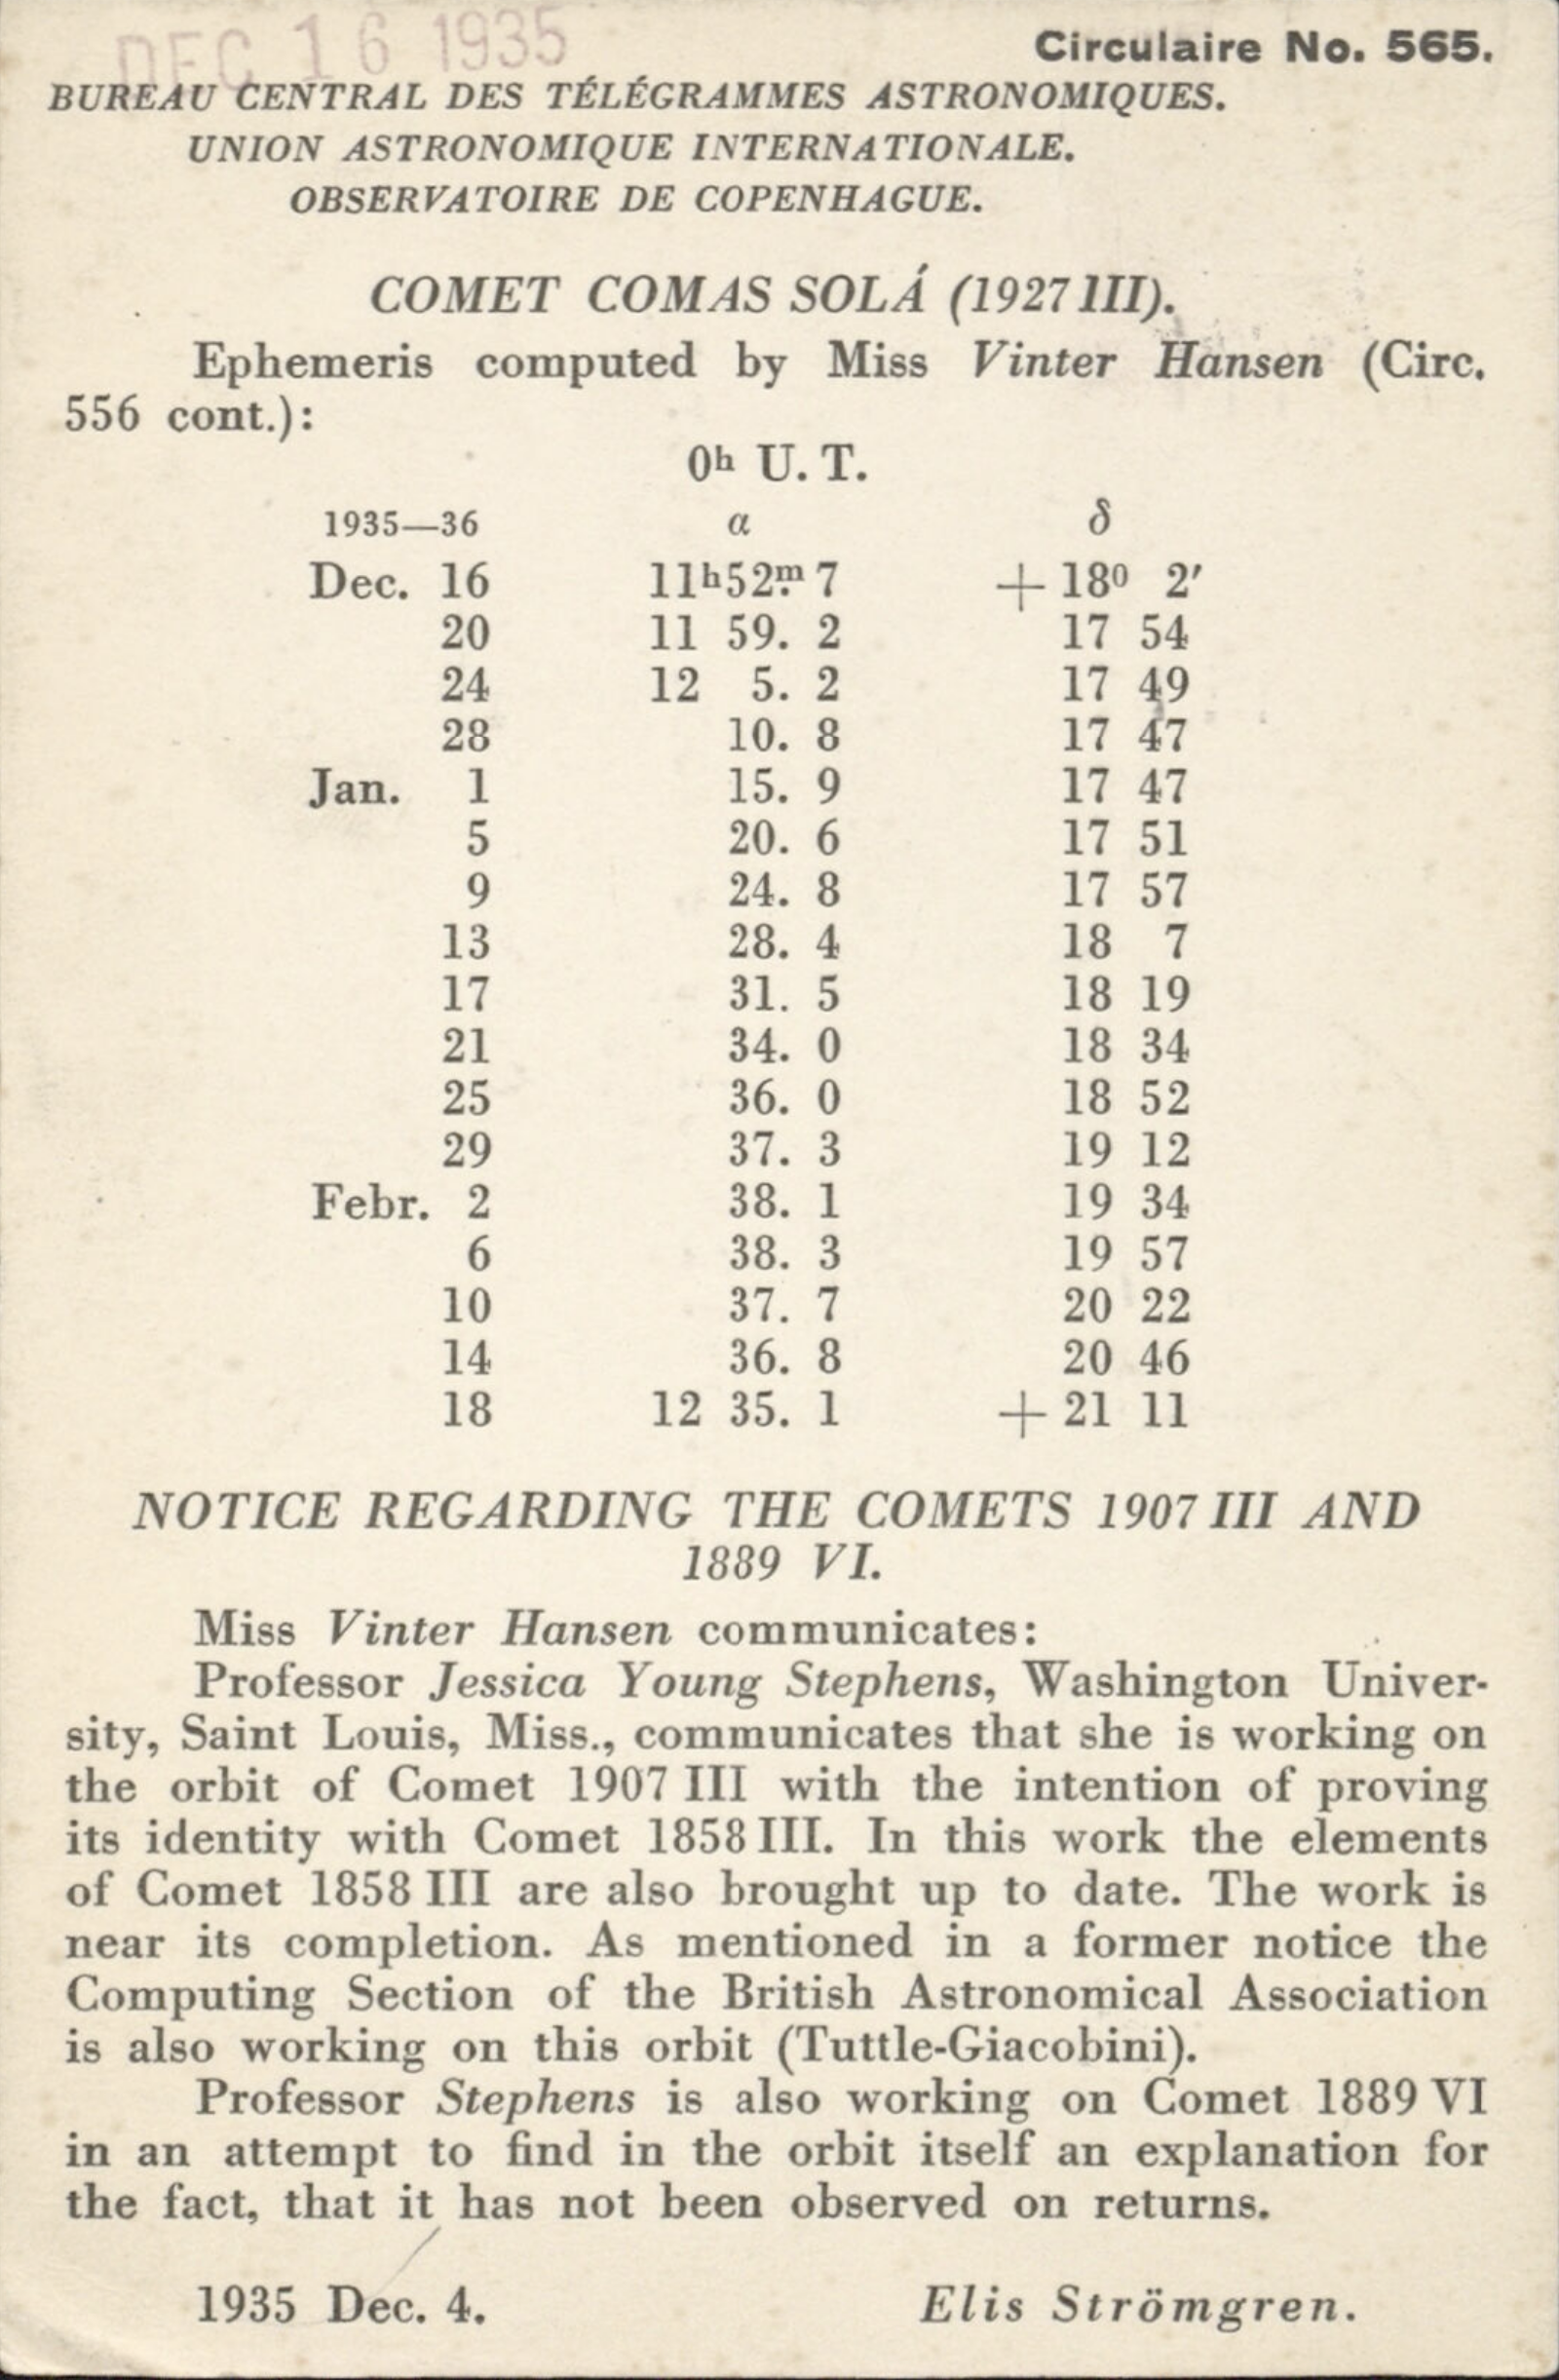 DEC 16 1935
Circulaire No. 565.
BUREAU CENTRAL DES TÉLÉGRAMMES ASTRONOMIQUES.
UNION ASTRONOMIQUE INTERNATIONALE.
OBSERVATOIRE DE COPENHAGUE.
COMET COMAS SOLÁ (1927 III).
Ephemeris computed by Miss Vinter Hansen (Circ.
556 cont.):
0ʰ U. T.
1935—36 α δ
Dec. 16 11ʰ52ᵐ. 7 + 18⁰ 2′
20 11 59. 2 17 54
24 12 5. 2 17 49
28 10. 8 17 47
Jan. 1 15. 9 17 47
5 20. 6 17 51
9 24. 8 17 57
13 28. 4 18 7
17 31. 5 18 19
21 34. 0 18 34
25 36. 0 18 52
29 37. 3 19 12
Febr. 2 38. 1 19 34
6 38. 3 19 57
10 37. 7 20 22
14 36. 8 20 46
18 12 35. 1 + 21 11
NOTICE REGARDING THE COMETS 1907 III AND
1889 VI.
Miss Vinter Hansen communicates:
Professor Jessica Young Stephens, Washington Univer-
sity, Saint Louis, Miss., communicates that she is working on
the orbit of Comet 1907 III with the intention of proving
its identity with Comet 1858 III. In this work the elements
of Comet 1858 III are also brought up to date. The work is
near its completion. As mentioned in a former notice the
Computing Section of the British Astronomical Association
is also working on this orbit (Tuttle-Giacobini).
Professor Stephens is also working on Comet 1889 VI
in an attempt to find in the orbit itself an explanation for
the fact, that it has not been observed on returns.
1935 Dec. 4. Elis Strömgren.